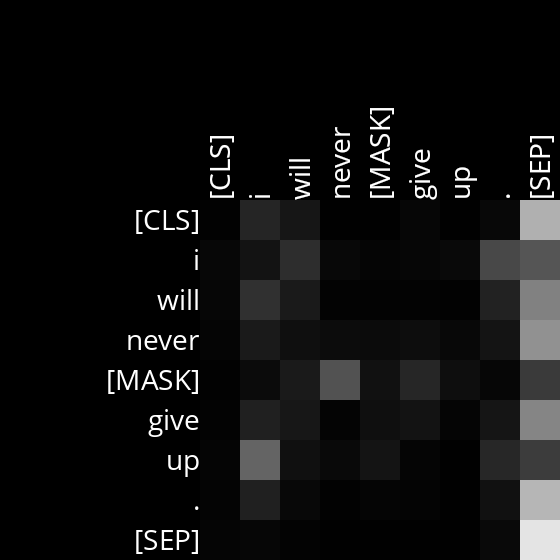 [CLS] i will never [MASK] give up . [SEP]
[CLS]
i
will
never
[MASK]
give
up
.
[SEP]